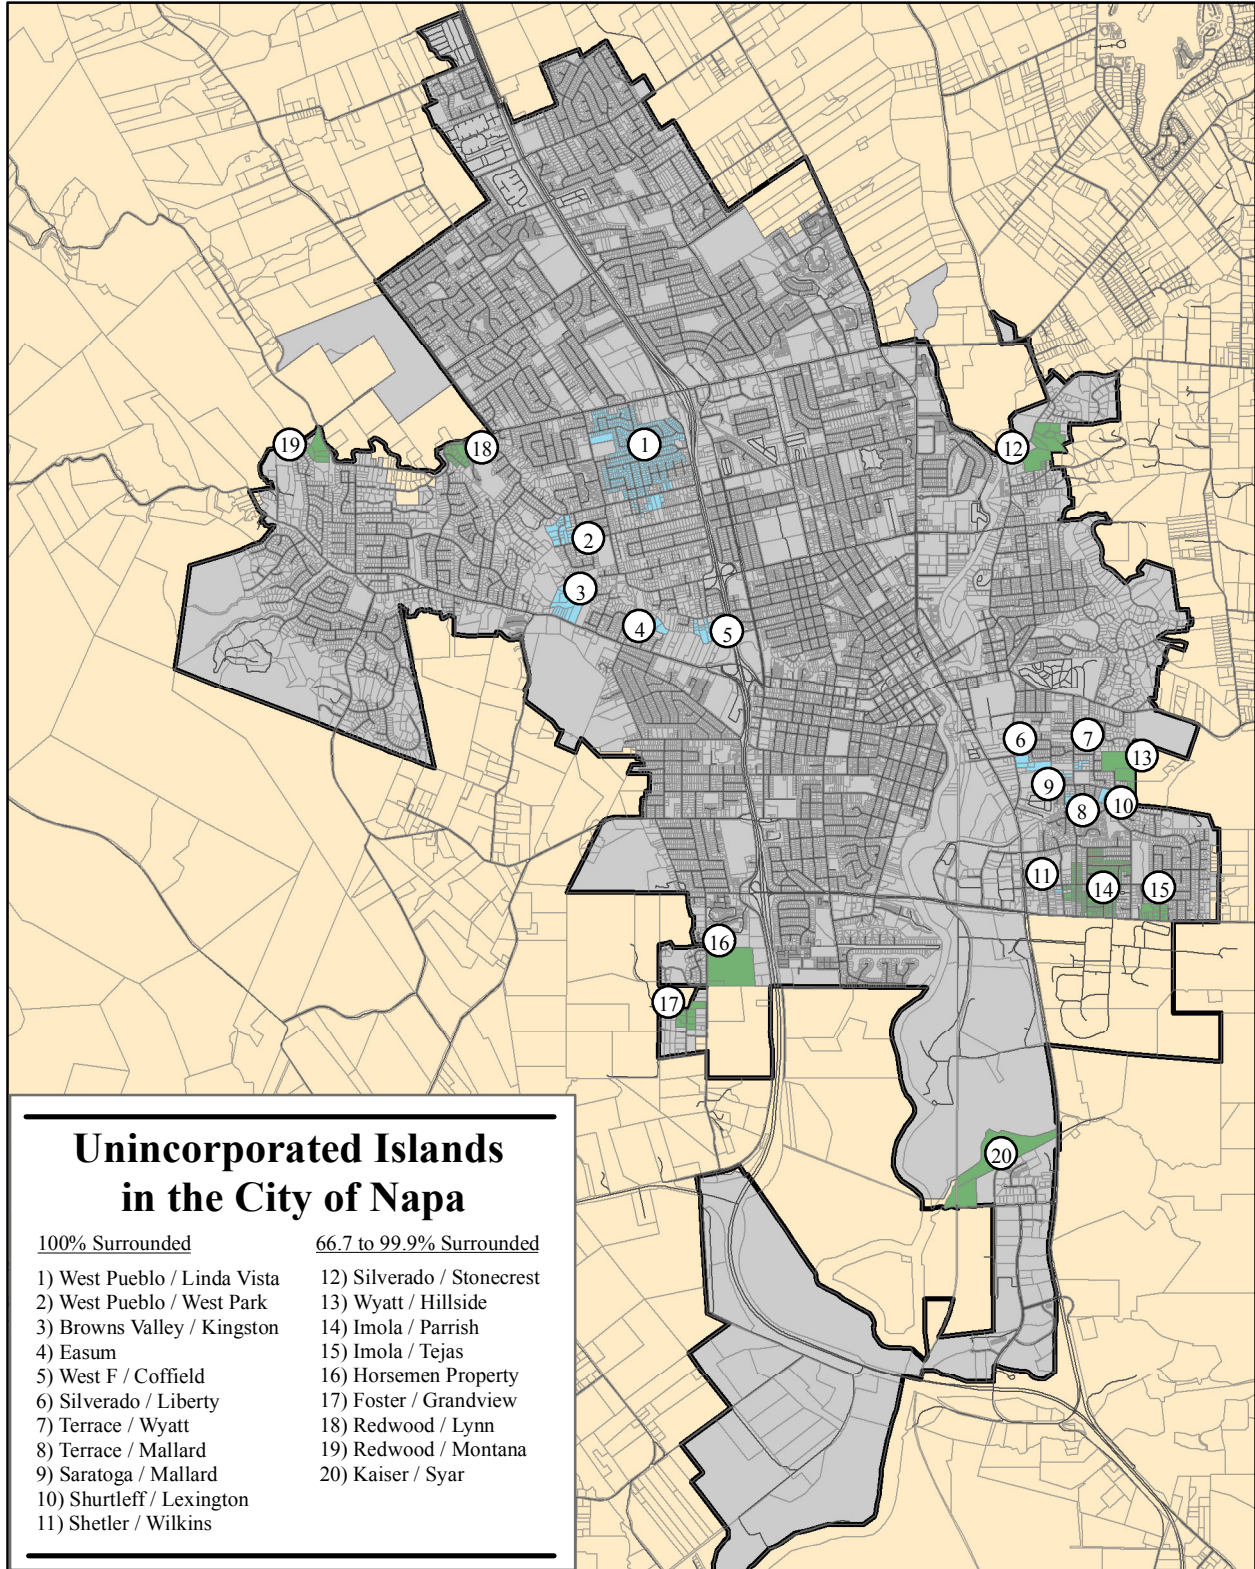 19
18
1
12
2
3
4
5
6
7
13
9
10
8
11
14
15
16
17
20
Unincorporated Islands
in the City of Napa
100% Surrounded
1) West Pueblo / Linda Vista
2) West Pueblo / West Park
3) Browns Valley / Kingston
4) Easum
5) West F / Coffield
6) Silverado / Liberty
7) Terrace / Wyatt
8) Terrace / Mallard
9) Saratoga / Mallard
10) Shurtleff / Lexington
11) Shetler / Wilkins
66.7 to 99.9% Surrounded
12) Silverado / Stonecrest
13) Wyatt / Hillside
14) Imola / Parrish
15) Imola / Tejas
16) Horsemen Property
17) Foster / Grandview
18) Redwood / Lynn
19) Redwood / Montana
20) Kaiser / Syar